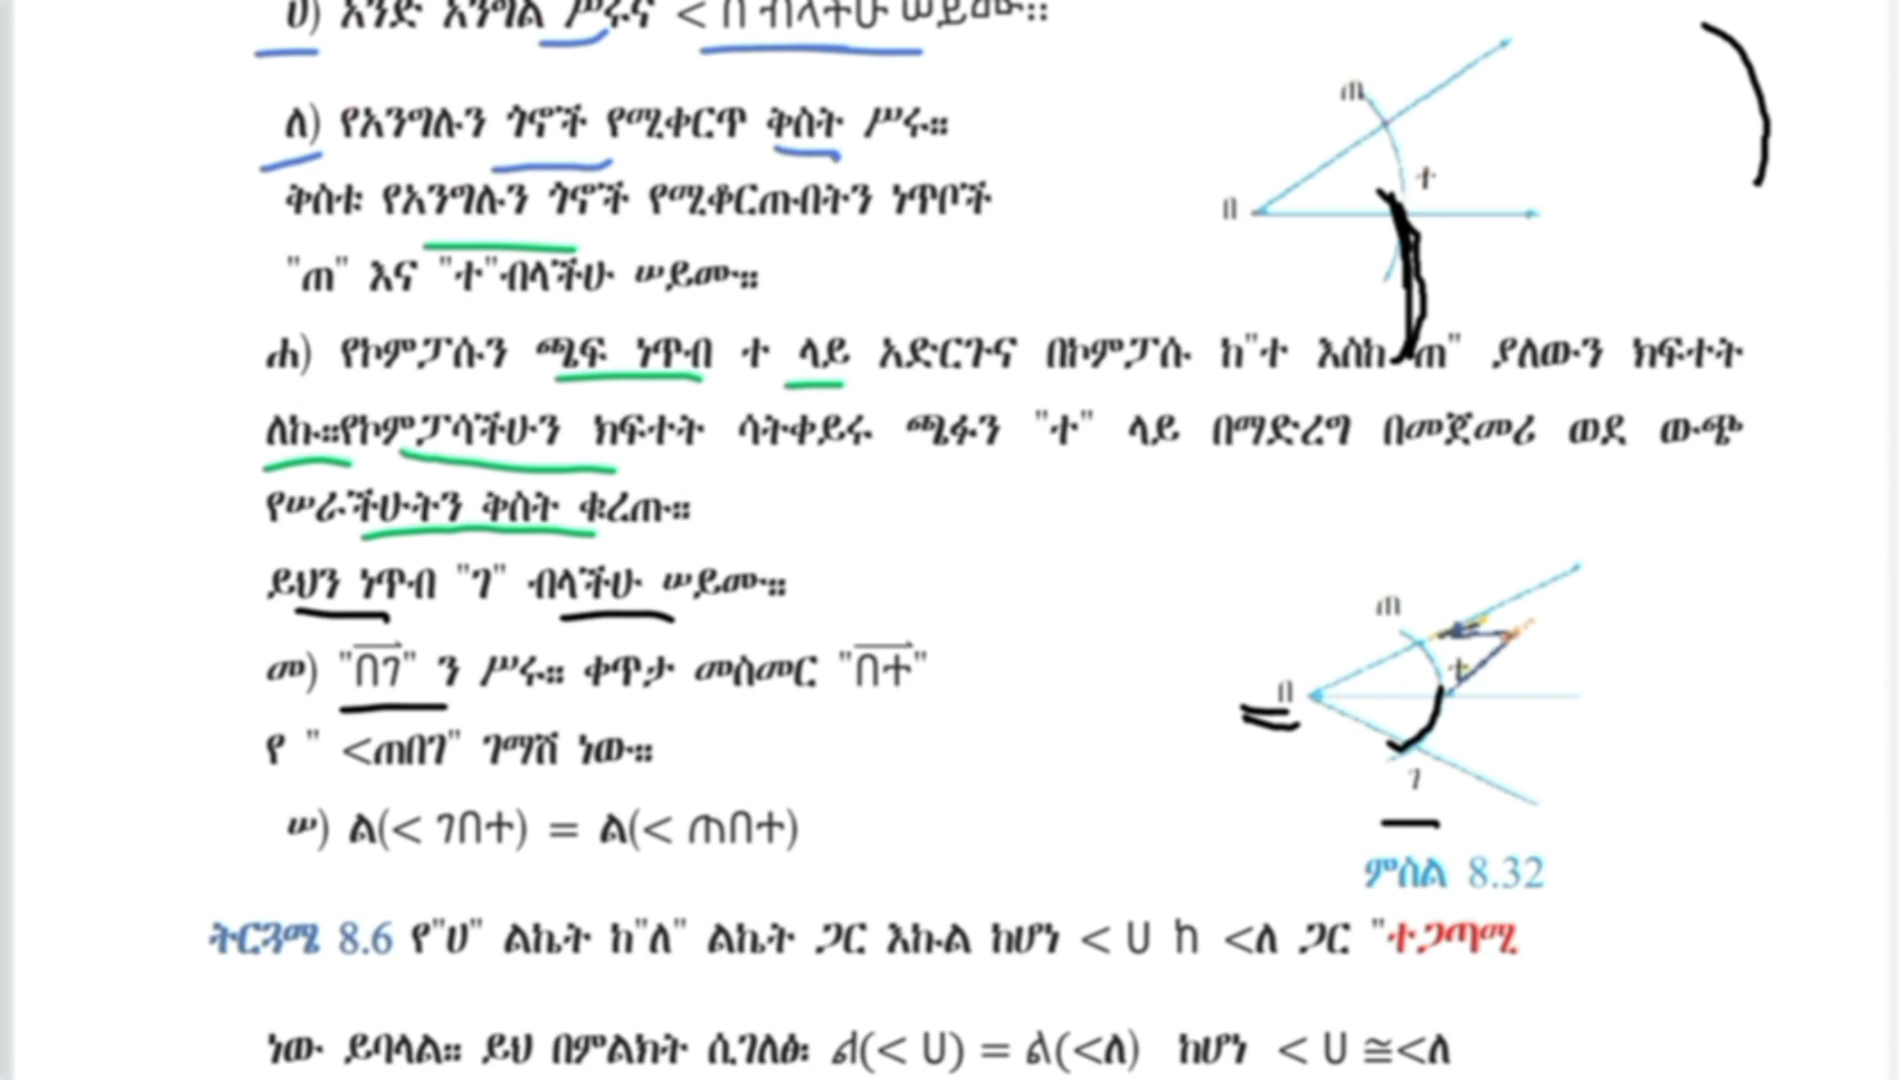 ሀ) አንድ አንግል ሥሩና < በ ብላችሁ ሠይሙ።
ለ) የአንግሉን ጎኖች የሚቀርጥ ቅስት ሥሩ።
ቅስቱ የአንግሉን ጎኖች የሚቆርጡበትን ነጥቦች
"ጠ" እና "ተ"ብላችሁ ሠይሙ።
ሐ) የኮምፓሱን ጫፍ ነጥብ ተ ላይ አድርጉና በኮምፓሱ ከ"ተ እስከ ጠ" ያለውን ክፍተት
ለኩ።የኮምፓሳችሁን ክፍተት ሳትቀይሩ ጫፉን "ተ" ላይ በማድረግ በመጀመሪ ወደ ውጭ
የሠራችሁትን ቅስት ቁረጡ።
ይህን ነጥብ "ገ" ብላችሁ ሠይሙ።
መ) "በገ" ን ሥሩ። ቀጥታ መስመር "በተ"
የ " <ጠበገ" ገማሽ ነው።
ሠ) ል(< ገበተ) = ል(< ጠበተ)
ጠ
ተ
በ
ጠ
ተ
በ
ገ
ምስል 8.32
ትርጓሜ 8.6 የ"ሀ" ልኬት ከ"ለ" ልኬት ጋር እኩል ከሆነ < ሀ ከ <ለ ጋር "ተጋጣሚ
ነው ይባላል። ይህ በምልክት ሲገለፅ፡ ል(< ሀ) = ል(<ለ) ከሆነ < ሀ ≅<ለ